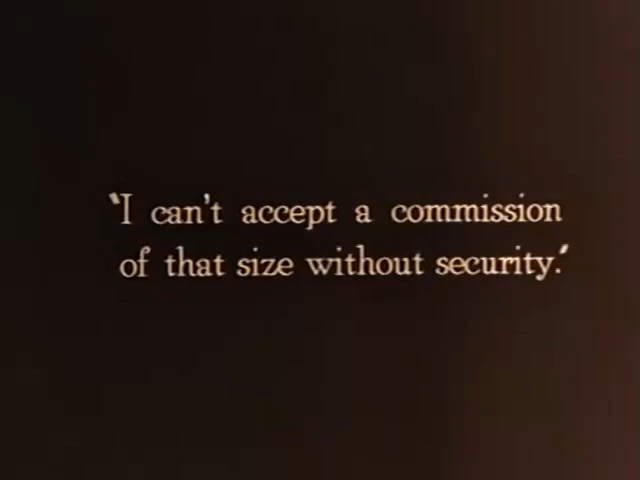 ‘I can't accept a commission
of that size without security.’